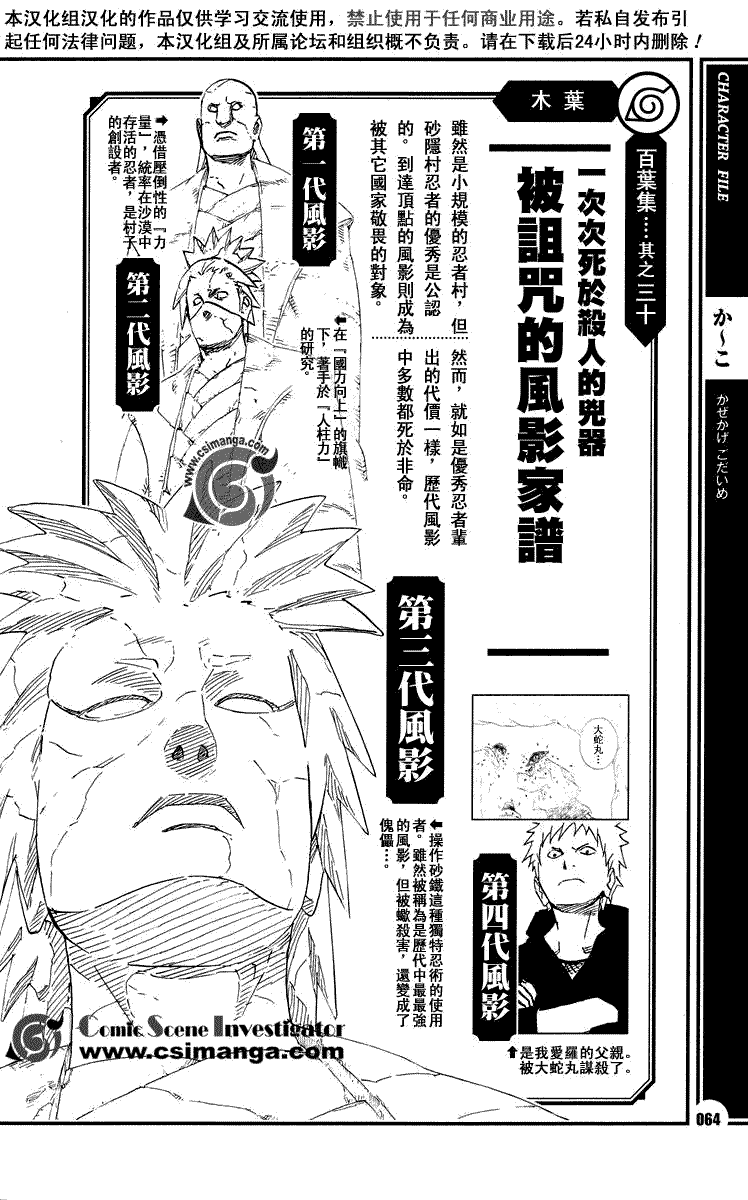 本汉化组汉化的作品仅供学习交流使用，禁止使用于任何商业用途。若私自发布引
起任何法律问题，本汉化组及所属论坛和组织概不负责。请在下载后24小时内删除！
CHARACTER FILE
か～こ
かぜかげ ごだいめ
木葉
百葉集……其之三十
一次次死於殺人的兇器
被詛咒的風影家譜
雖然是小規模的忍者村，但
砂隱村忍者的優秀是公認
的。到達頂點的風影則成為
被其它國家敬畏的對象。
然而，就如是優秀忍者輩
出的代價一樣，歷代風影
中多數都死於非命。
第一代風影
➡憑借壓倒性的『力
量』，統率在沙漠中
存活的忍者，是村子
的創設者。
第二代風影
⬅在『國力向上』的旗幟
下，著手於『人柱力』
的研究。
www.csimanga.com
第三代風影
⬅操作砂鐵這種獨特忍術的使用
者。雖然被稱為是歷代中最最強
的風影，但被蠍殺害，還變成了
傀儡…。
大蛇丸…
第四代風影
⬆是我愛羅的父親。
被大蛇丸謀殺了。
Comic Scene Investigator
www.csimanga.com
064